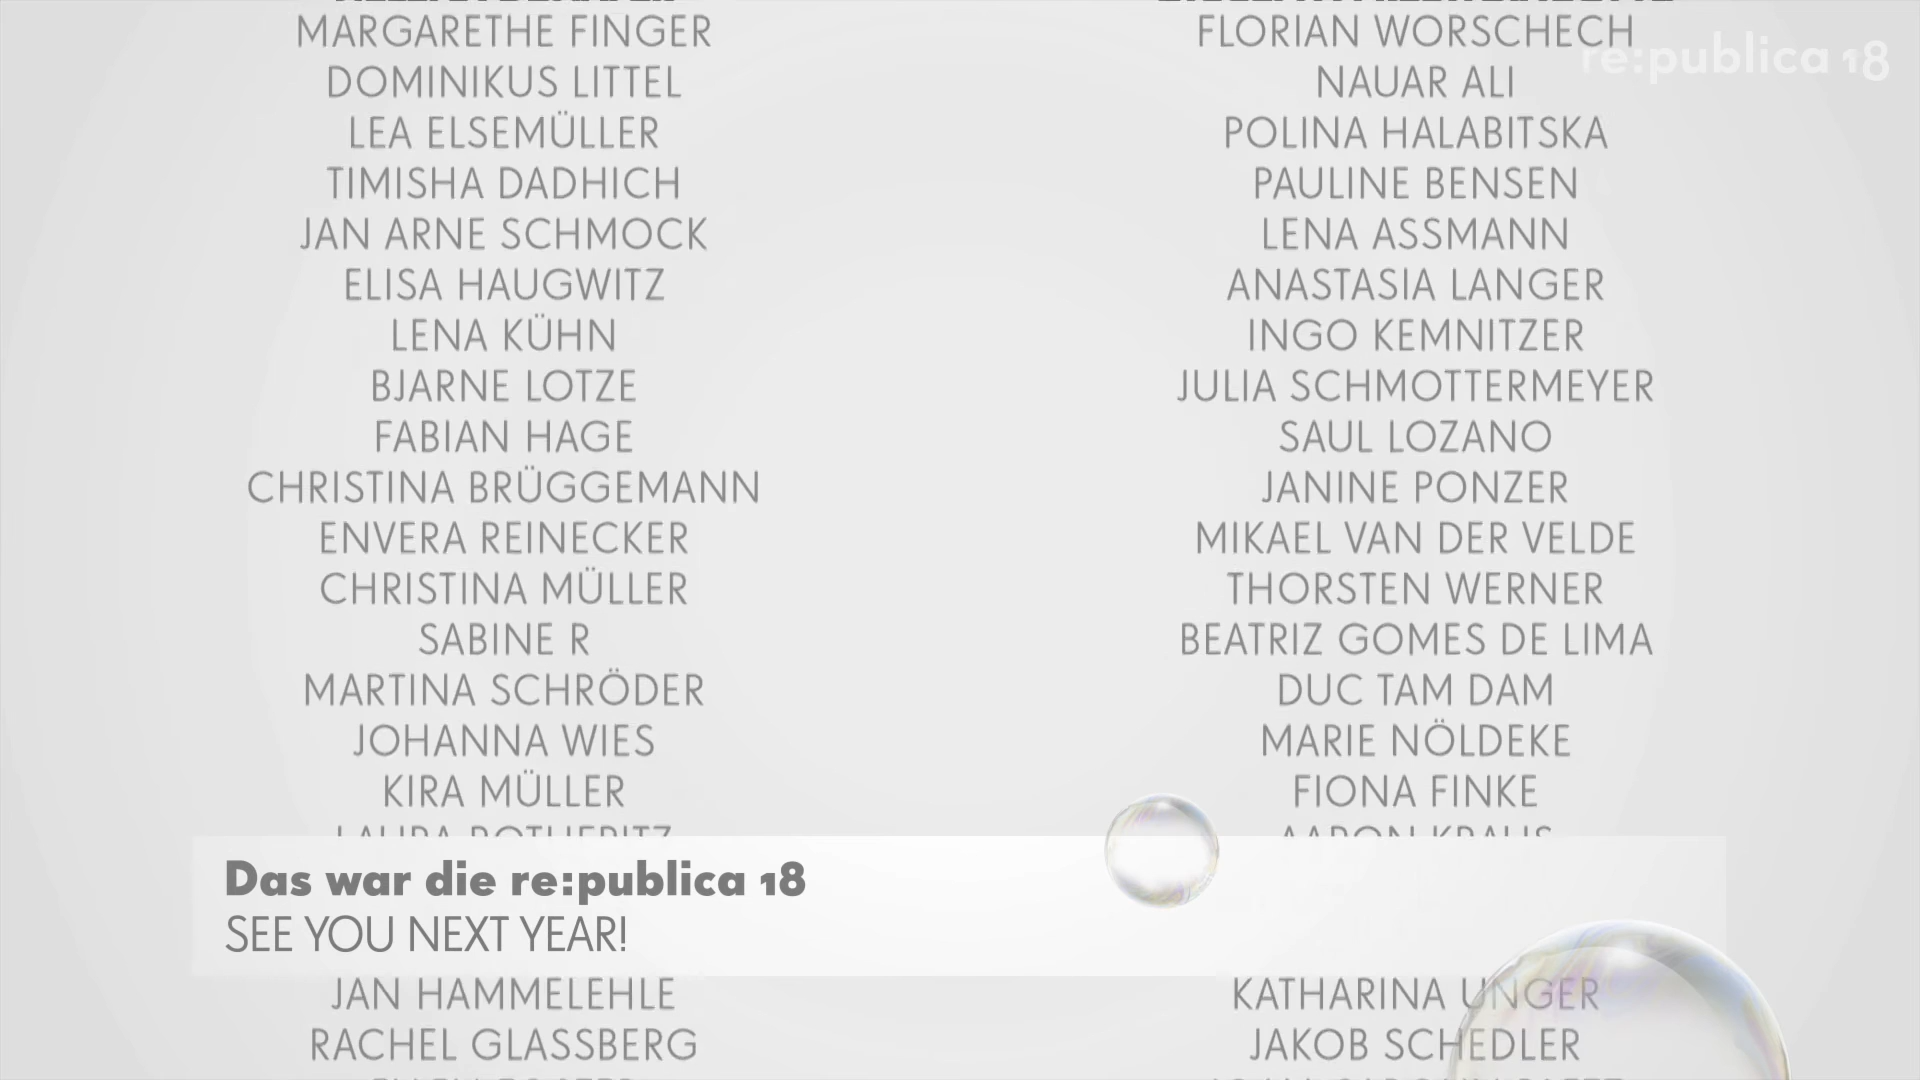 MARGARETHE FINGER
DOMINIKUS LITTEL
LEA ELSEMÜLLER
TIMISHA DADHICH
JAN ARNE SCHMOCK
ELISA HAUGWITZ
LENA KÜHN
BJARNE LOTZE
FABIAN HAGE
CHRISTINA BRÜGGEMANN
ENVERA REINECKER
CHRISTINA MÜLLER
SABINE R
MARTINA SCHRÖDER
JOHANNA WIES
KIRA MÜLLER
LAURA
JAN HAMMELEHLE
RACHEL GLASSBERG
FLORIAN WORSCHECH
NAUAR ALI
POLINA HALABITSKA
PAULINE BENSEN
LENA ASSMANN
ANASTASIA LANGER
INGO KEMNITZER
JULIA SCHMOTTERMEYER
SAUL LOZANO
JANINE PONZER
MIKAEL VAN DER VELDE
THORSTEN WERNER
BEATRIZ GOMES DE LIMA
DUC TAM DAM
MARIE NÖLDEKE
FIONA FINKE
AARON KRAUS
KATHARINA UNGER
JAKOB SCHEDLER
re:publica 18
Das war die re:publica 18
SEE YOU NEXT YEAR!